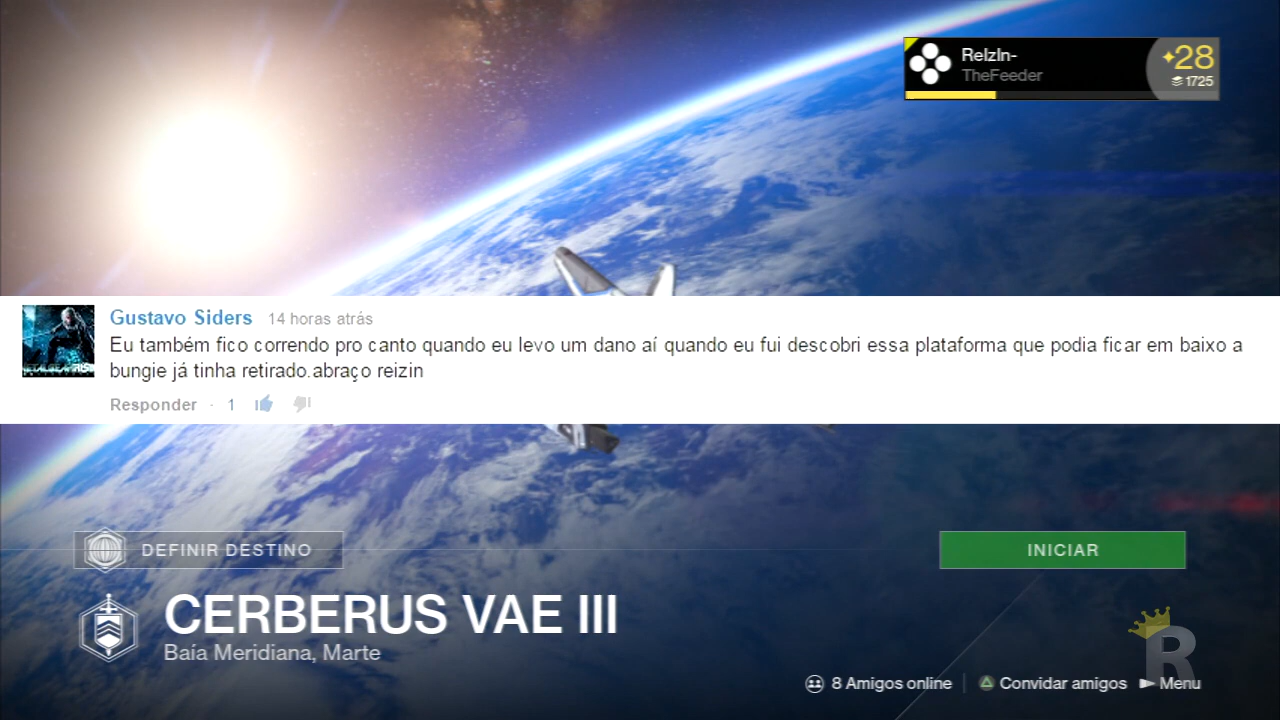 ReIzIn-
TheFeeder
28
1725
Gustavo Siders 14 horas atrás
Eu também fico correndo pro canto quando eu levo um dano aí quando eu fui descobri essa plataforma que podia ficar em baixo a
bungie já tinha retirado.abraço reizin
Responder · 1
DEFINIR DESTINO
INICIAR
CERBERUS VAE III
Baía Meridiana, Marte
R
8 Amigos online
Convidar amigos
Menu